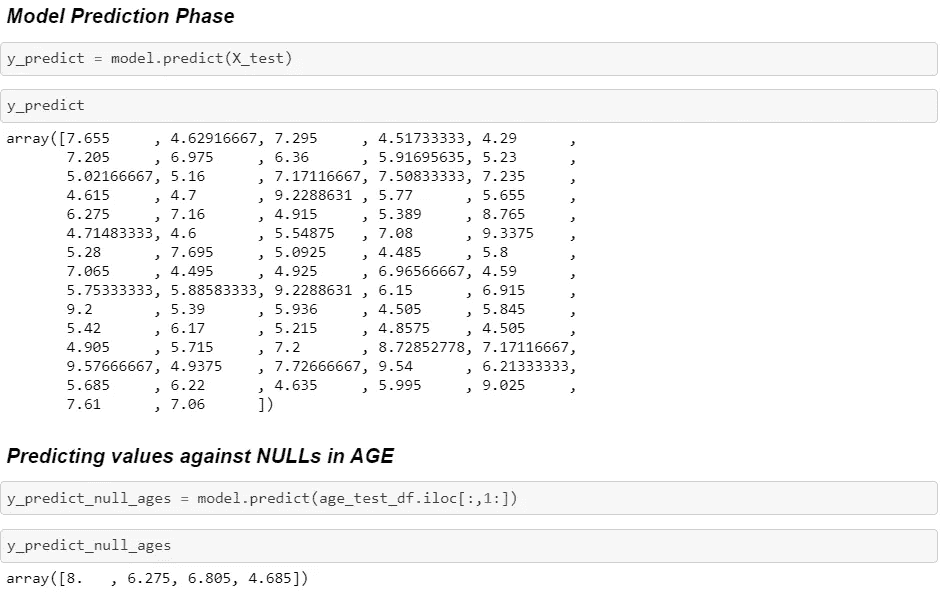 Model Prediction Phase
y_predict = model.predict(X_test)
y_predict
array([7.655     , 4.62916667, 7.295     , 4.51733333, 4.29      ,
       7.205     , 6.975     , 6.36      , 5.91695635, 5.23      ,
       5.02166667, 5.16      , 7.17116667, 7.50833333, 7.235     ,
       4.615     , 4.7       , 9.2288631 , 5.77      , 5.655     ,
       6.275     , 7.16      , 4.915     , 5.389     , 8.765     ,
       4.71483333, 4.6       , 5.54875   , 7.08      , 9.3375    ,
       5.28      , 7.695     , 5.0925    , 4.485     , 5.8       ,
       7.065     , 4.495     , 4.925     , 6.96566667, 4.59      ,
       5.75333333, 5.88583333, 9.2288631 , 6.15      , 6.915     ,
       9.2       , 5.39      , 5.936     , 4.505     , 5.845     ,
       5.42      , 6.17      , 5.215     , 4.8575    , 4.505     ,
       4.905     , 5.715     , 7.2       , 8.72852778, 7.17116667,
       9.57666667, 4.9375    , 7.72666667, 9.54      , 6.21333333,
       5.685     , 6.22      , 4.635     , 5.995     , 9.025     ,
       7.61      , 7.06      ])
Predicting values against NULLs in AGE
y_predict_null_ages = model.predict(age_test_df.iloc[:,1:])
y_predict_null_ages
array([8.   , 6.275, 6.805, 4.685])